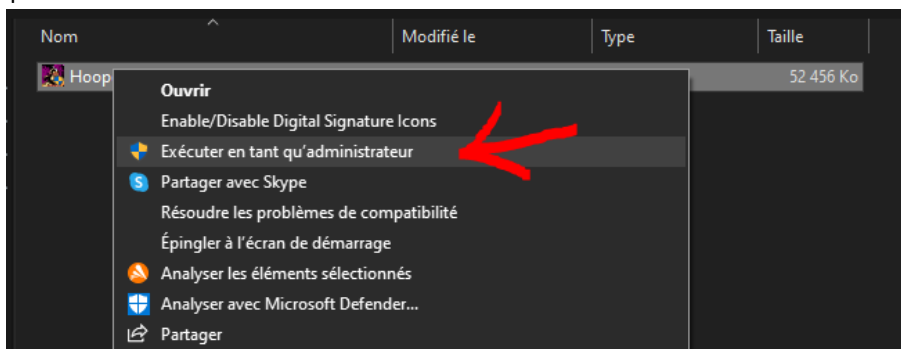 Nom Modifié le Type Taille
Hoop 52 456 Ko
Ouvrir
Enable/Disable Digital Signature Icons
Exécuter en tant qu'administrateur
Partager avec Skype
Résoudre les problèmes de compatibilité
Épingler à l'écran de démarrage
Analyser les éléments sélectionnés
Analyser avec Microsoft Defender...
Partager